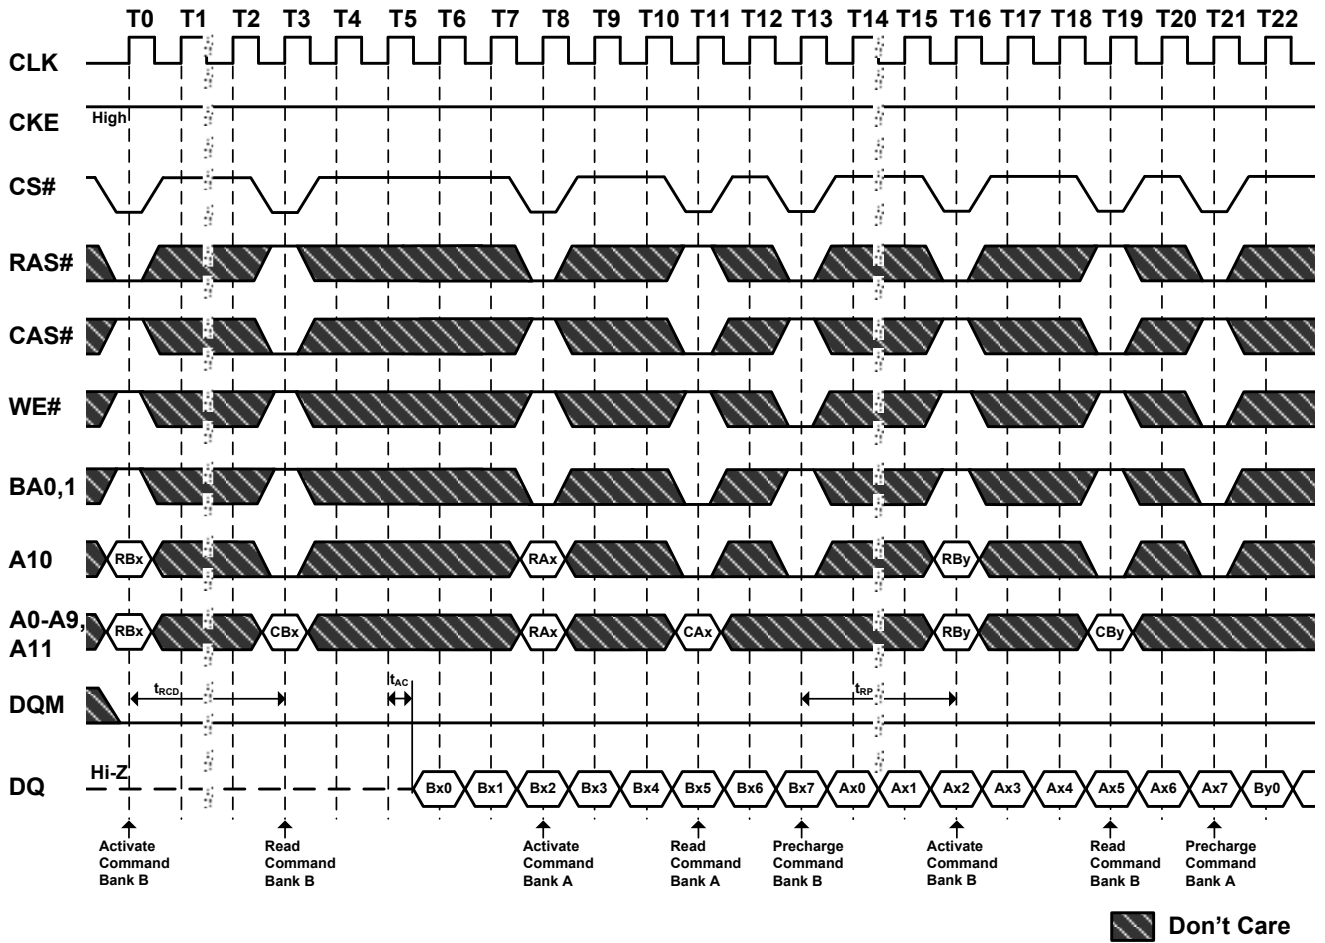 T0 T1 T2 T3 T4 T5 T6 T7 T8 T9 T10 T11 T12 T13 T14 T15 T16 T17 T18 T19 T20 T21 T22
CLK
CKE High
CS#
RAS#
CAS#
WE#
BA0,1
A10 RBx RAx RBy
A0-A9,
A11 RBx CBx RAx CAx RBy CBy
DQM tRCD tAC tRP
DQ Hi-Z Bx0 Bx1 Bx2 Bx3 Bx4 Bx5 Bx6 Bx7 Ax0 Ax1 Ax2 Ax3 Ax4 Ax5 Ax6 Ax7 By0
Activate
Command
Bank B
Read
Command
Bank B
Activate
Command
Bank A
Read
Command
Bank A
Precharge
Command
Bank B
Activate
Command
Bank B
Read
Command
Bank B
Precharge
Command
Bank A
Don't Care